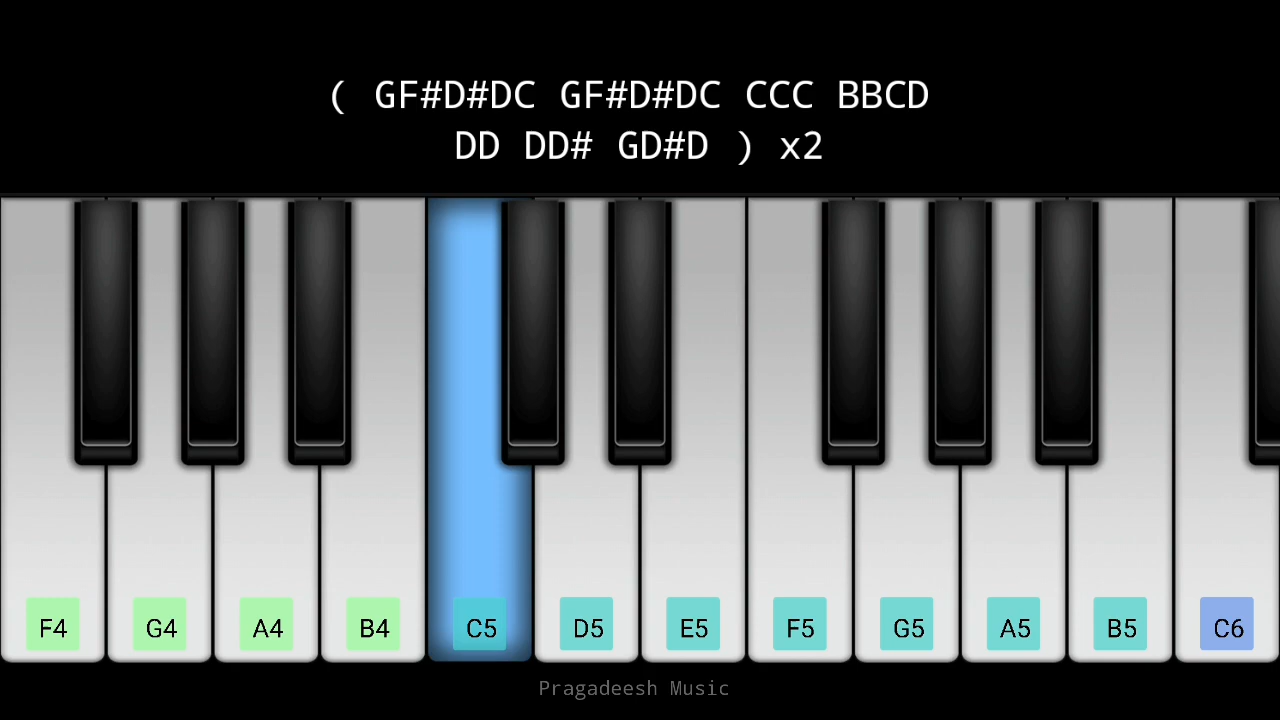 ( GF#D#DC GF#D#DC CCC BBCD
DD DD# GD#D ) x2
F4 G4 A4 B4 C5 D5 E5 F5 G5 A5 B5 C6
Pragadeesh Music